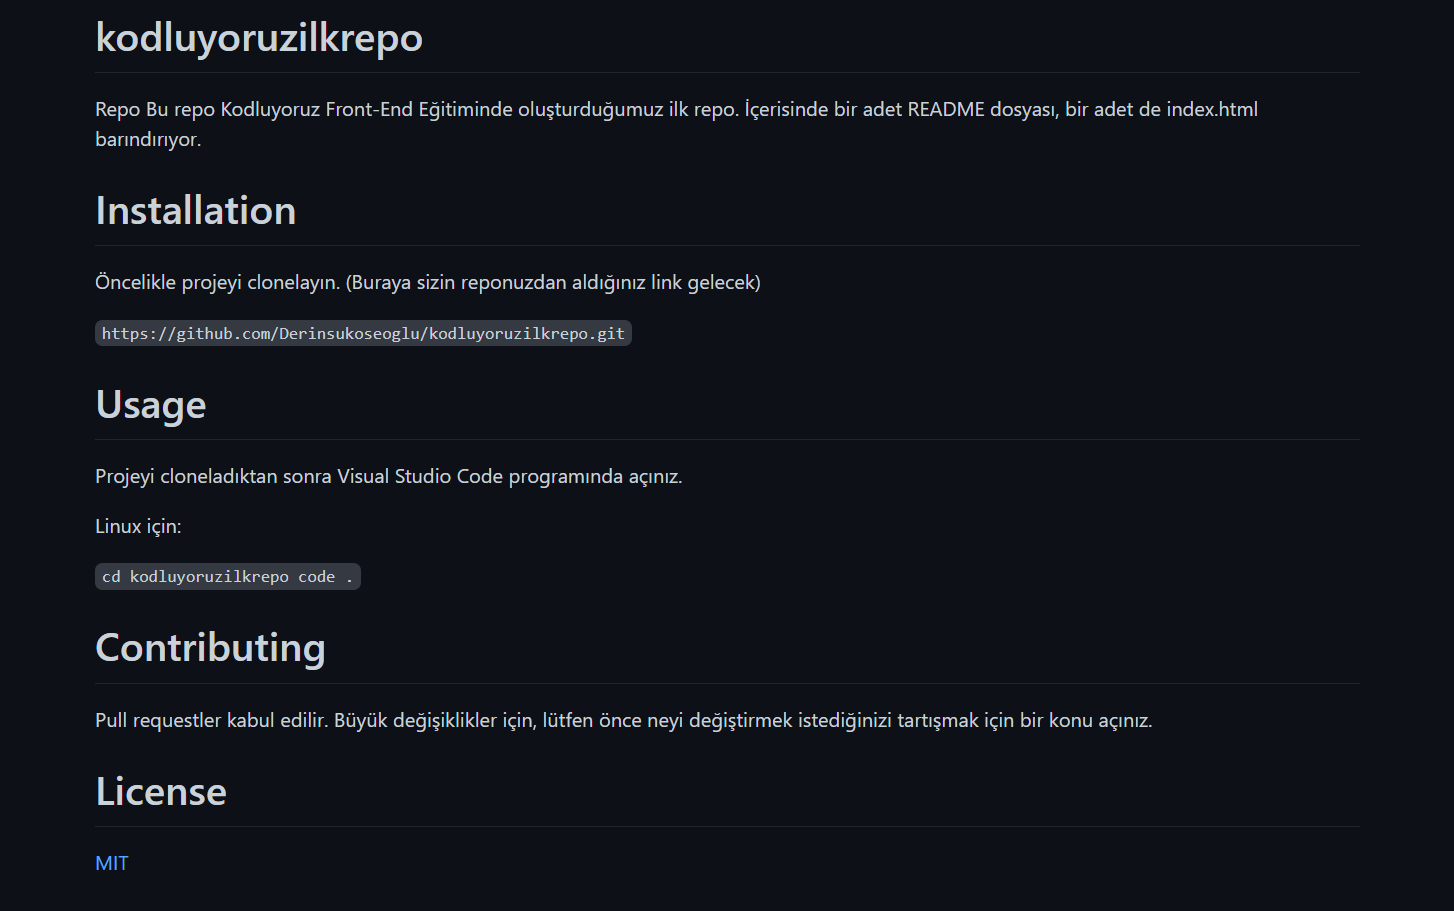 kodluyoruzilkrepo
Repo Bu repo Kodluyoruz Front-End Eğitiminde oluşturduğumuz ilk repo. İçerisinde bir adet README dosyası, bir adet de index.html
barındırıyor.
Installation
Öncelikle projeyi clonelayın. (Buraya sizin reponuzdan aldığınız link gelecek)
https://github.com/Derinsukoseoglu/kodluyoruzilkrepo.git
Usage
Projeyi cloneladıktan sonra Visual Studio Code programında açınız.
Linux için:
cd kodluyoruzilkrepo code .
Contributing
Pull requestler kabul edilir. Büyük değişiklikler için, lütfen önce neyi değiştirmek istediğinizi tartışmak için bir konu açınız.
License
MIT